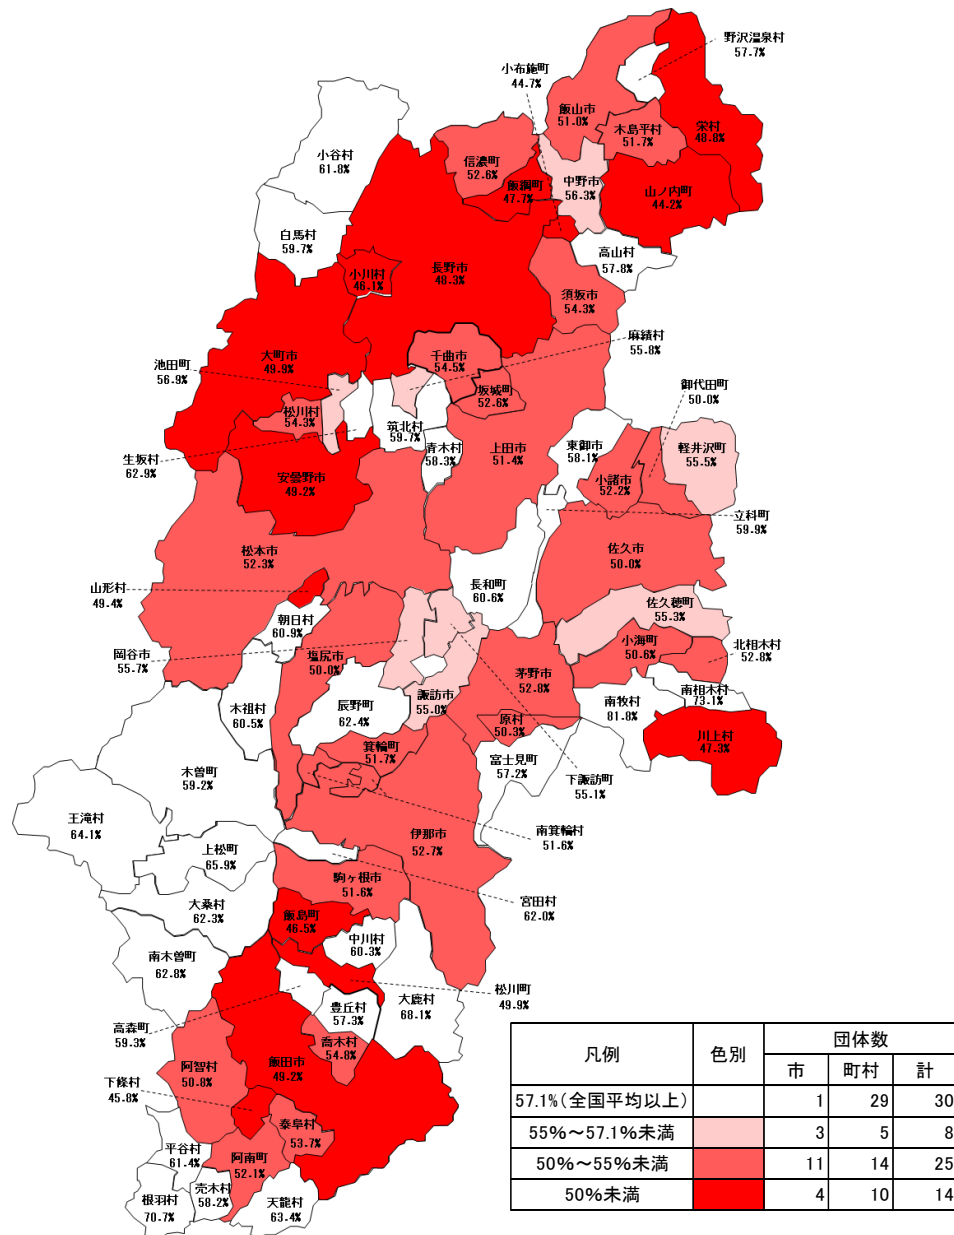 野沢温泉村
57.7%
小布施町
44.7%
飯山市
51.0%
木島平村
51.7%
栄村
48.8%
小谷村
61.8%
信濃町
52.6%
飯綱町
47.7%
中野市
56.3%
山ノ内町
44.2%
白馬村
59.7%
高山村
57.8%
長野市
48.3%
小川村
46.1%
須坂市
54.3%
麻績村
55.8%
大町市
49.9%
千曲市
54.5%
池田町
56.9%
御代田町
50.0%
坂城町
52.6%
松川村
54.3%
筑北村
59.7%
青木村
58.3%
上田市
51.4%
東御市
58.1%
軽井沢町
55.5%
生坂村
62.9%
安曇野市
49.2%
小諸市
52.2%
立科町
59.9%
松本市
52.3%
佐久市
50.0%
山形村
49.4%
長和町
60.6%
佐久穂町
55.3%
朝日村
60.9%
小海町
50.6%
北相木村
52.8%
岡谷市
55.7%
塩尻市
50.0%
茅野市
52.8%
諏訪市
55.0%
辰野町
62.4%
南牧村
81.8%
南相木村
73.1%
木祖村
60.5%
原村
50.3%
川上村
47.3%
箕輪町
51.7%
富士見町
57.2%
木曽町
59.2%
下諏訪町
55.1%
王滝村
64.1%
伊那市
52.7%
南箕輪村
51.6%
上松町
65.9%
駒ヶ根市
51.6%
宮田村
62.0%
大桑村
62.3%
飯島町
46.5%
中川村
60.3%
南木曽町
62.8%
松川町
49.9%
大鹿村
68.1%
豊丘村
57.3%
高森町
59.3%
喬木村
54.8%
飯田市
49.2%
阿智村
50.8%
下條村
45.8%
泰阜村
53.7%
平谷村
61.4%
阿南町
52.1%
売木村
58.2%
根羽村
70.7%
天龍村
63.4%
凡例 色別 団体数
市 町村 計
57.1%(全国平均以上) 1 29 30
55%～57.1%未満 3 5 8
50%～55%未満 11 14 25
50%未満 4 10 14